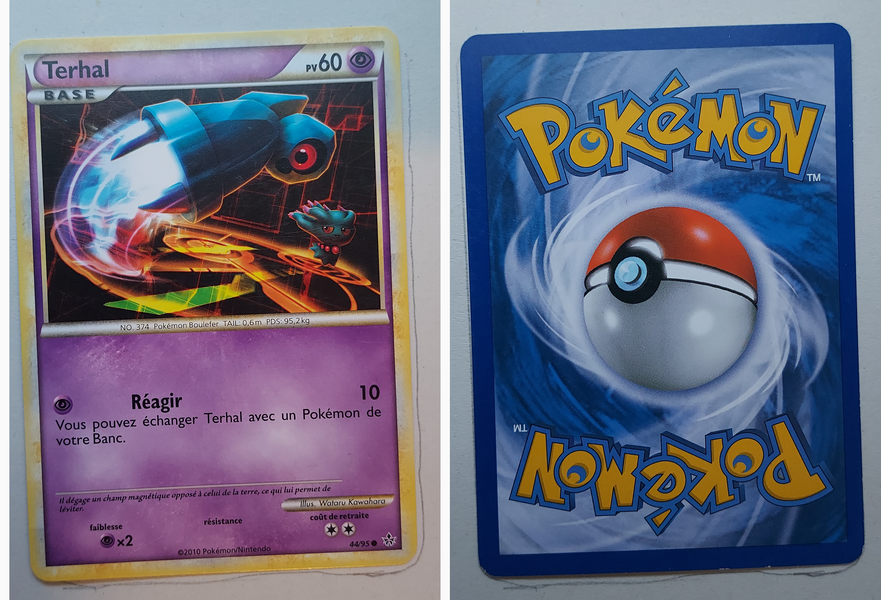 Terhal
PV60
BASE
NO. 374 Pokémon Boulefer TAIL: 0,6m PDS: 95,2kg
Réagir 10
Vous pouvez échanger Terhal avec un Pokémon de
votre Banc.
Il dégage un champ magnétique opposé à celui de la terre, ce qui lui permet de
léviter.
Illus. Wataru Kawahara
faiblesse résistance coût de retraite
×2
©2010 Pokémon/Nintendo
44/95
POKéMON
TM
TM
POKéMON